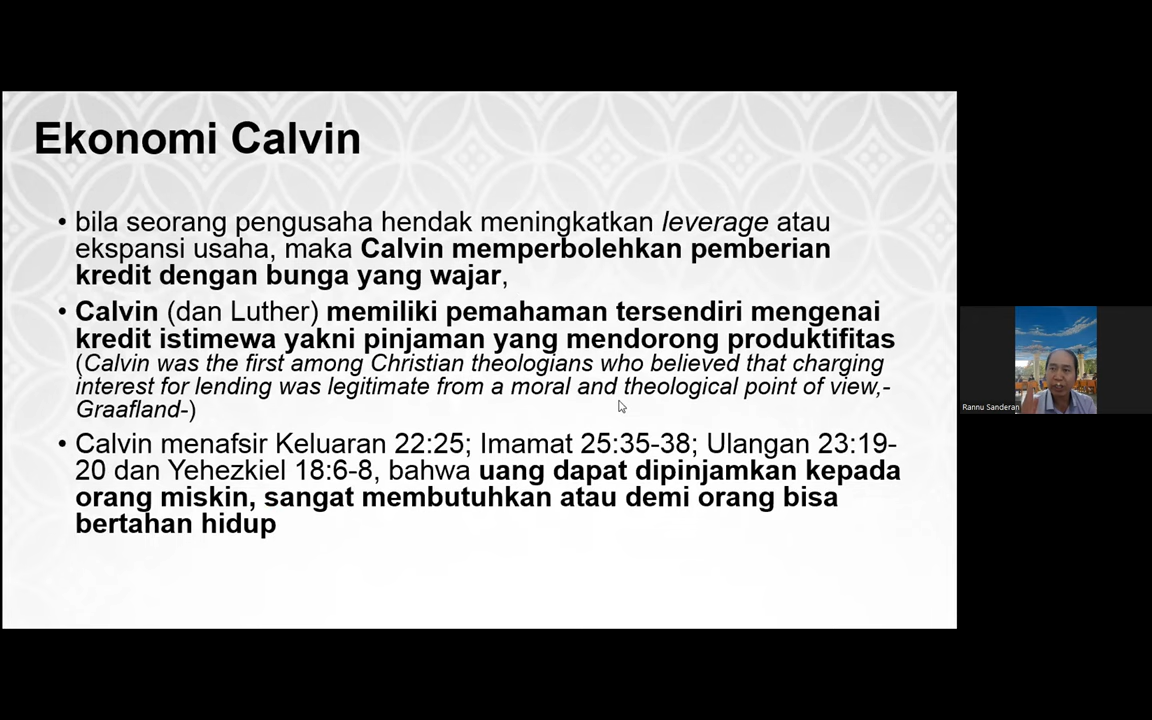 Ekonomi Calvin
• bila seorang pengusaha hendak meningkatkan leverage atau
ekspansi usaha, maka Calvin memperbolehkan pemberian
kredit dengan bunga yang wajar,
• Calvin (dan Luther) memiliki pemahaman tersendiri mengenai
kredit istimewa yakni pinjaman yang mendorong produktifitas
(Calvin was the first among Christian theologians who believed that charging
interest for lending was legitimate from a moral and theological point of view,-
Graafland-)
• Calvin menafsir Keluaran 22:25; Imamat 25:35-38; Ulangan 23:19-
20 dan Yehezkiel 18:6-8, bahwa uang dapat dipinjamkan kepada
orang miskin, sangat membutuhkan atau demi orang bisa
bertahan hidup
Rannu Sanderan